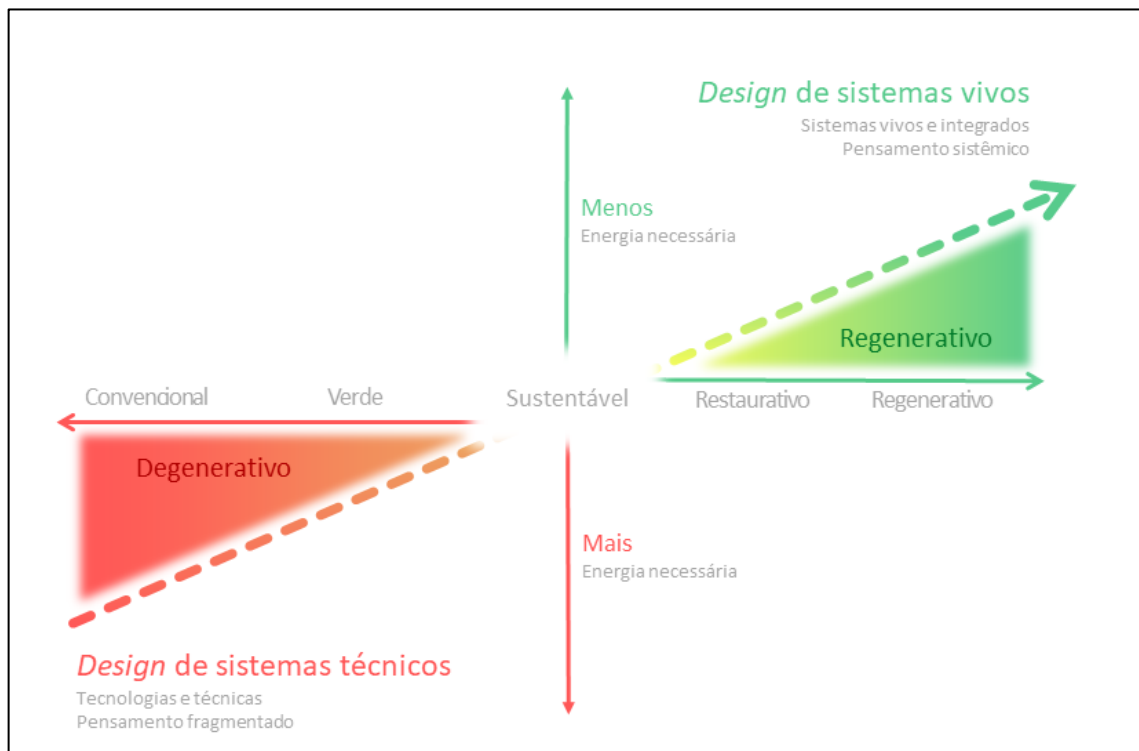 Design de sistemas vivos
Sistemas vivos e integrados
Pensamento sistêmico
Menos
Energia necessária
Regenerativo
Convencional
Verde
Sustentável
Restaurativo
Regenerativo
Degenerativo
Mais
Energia necessária
Design de sistemas técnicos
Tecnologias e técnicas
Pensamento fragmentado